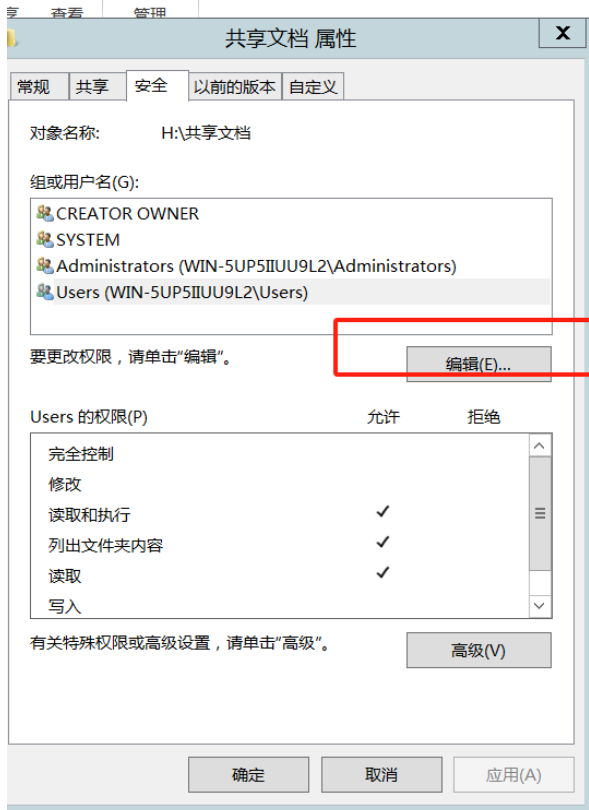 享 查看 管理
共享文档 属性
X
常规 共享 安全 以前的版本 自定义
对象名称: H:\共享文档
组或用户名(G):
CREATOR OWNER
SYSTEM
Administrators (WIN-5UP5IIUU9L2\Administrators)
Users (WIN-5UP5IIUU9L2\Users)
要更改权限，请单击“编辑”。
编辑(E)...
Users 的权限(P) 允许 拒绝
完全控制
修改
读取和执行
列出文件夹内容
读取
写入
有关特殊权限或高级设置，请单击“高级”。
高级(V)
确定 取消 应用(A)